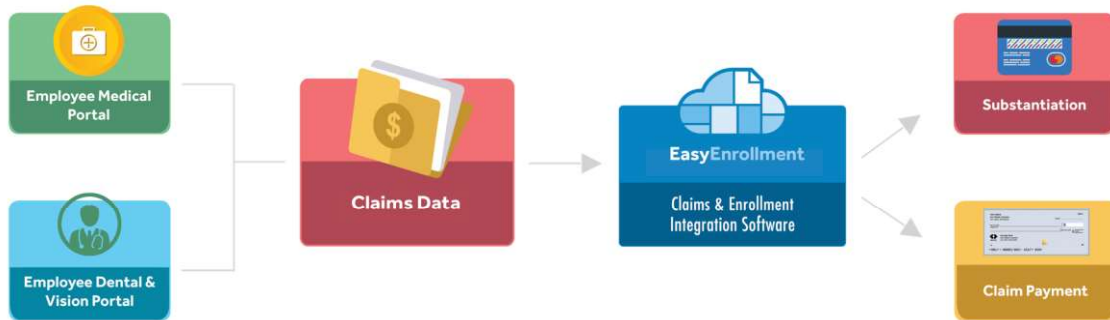 Employee Medical
Portal
Employee Dental &
Vision Portal
$
Claims Data
EasyEnrollment
Claims & Enrollment
Integration Software
Substantiation
Claim Payment